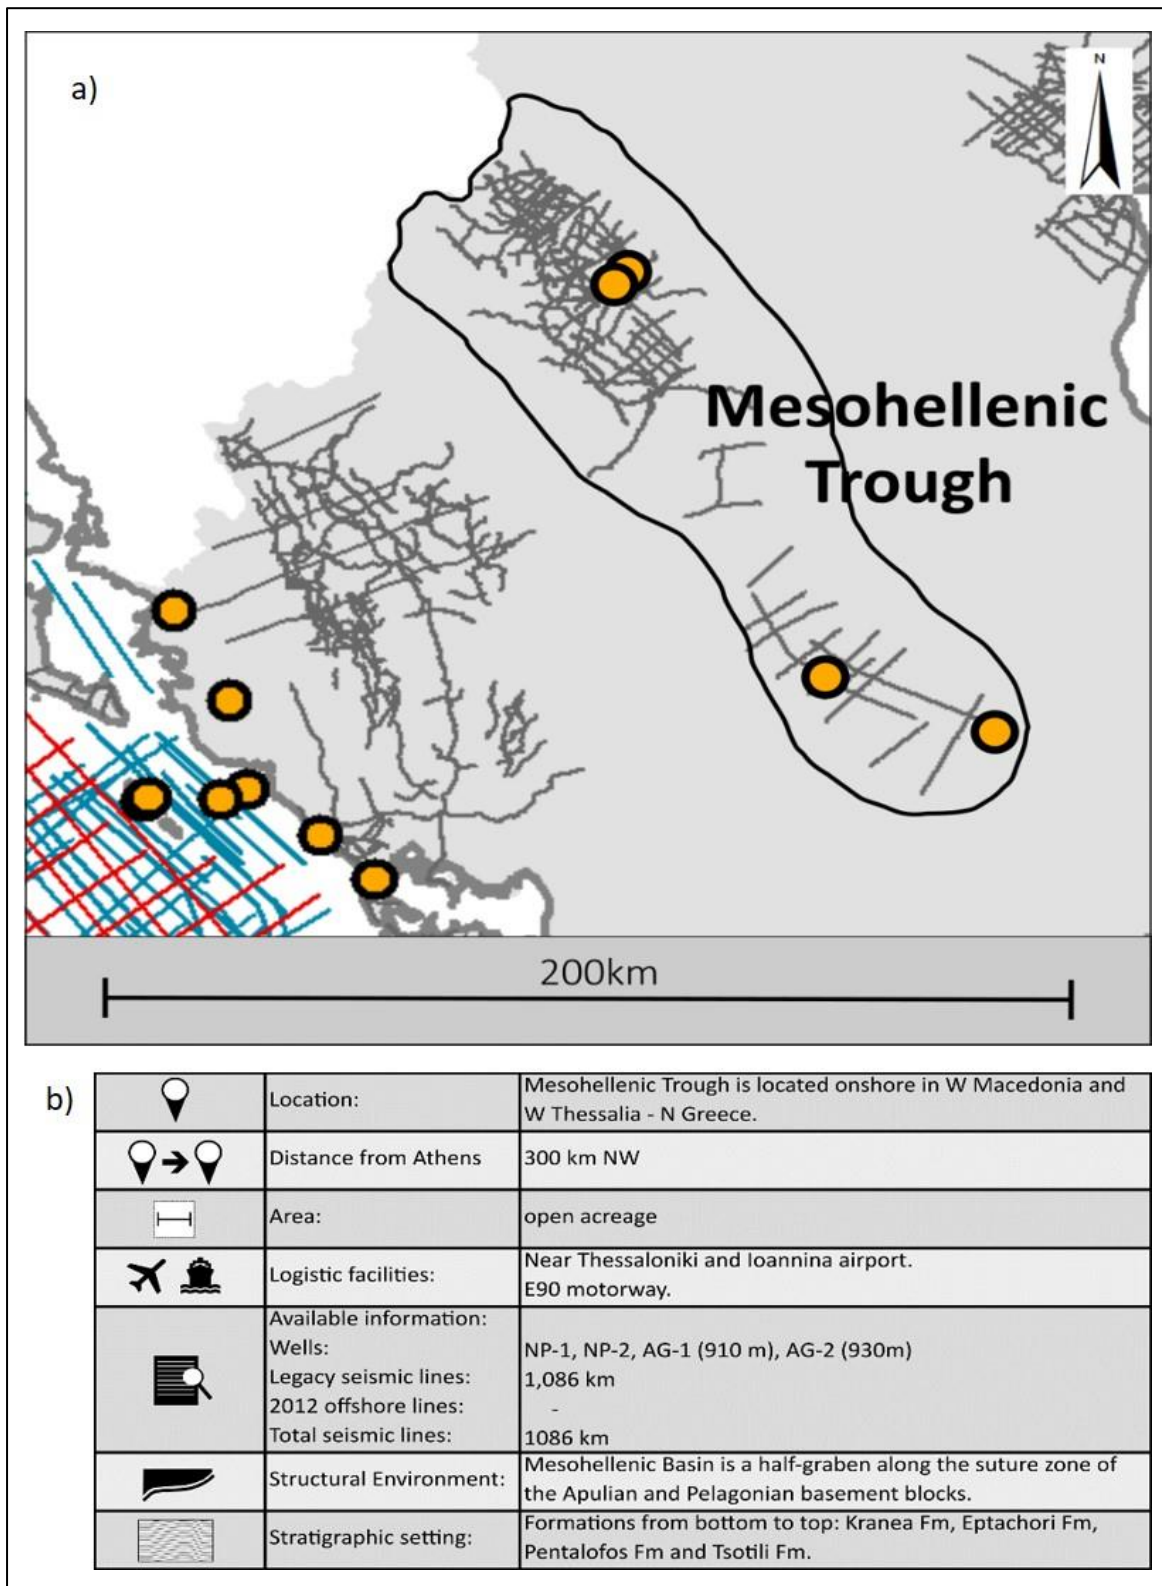 a)
N
Mesohellenic
Trough
200km
b)
Location:
Mesohellenic Trough is located onshore in W Macedonia and
W Thessalia - N Greece.
Distance from Athens
300 km NW
Area:
open acreage
Logistic facilities:
Near Thessaloniki and Ioannina airport.
E90 motorway.
Available information:
Wells:
NP-1, NP-2, AG-1 (910 m), AG-2 (930m)
Legacy seismic lines:
1,086 km
2012 offshore lines:
-
Total seismic lines:
1086 km
Structural Environment:
Mesohellenic Basin is a half-graben along the suture zone of
the Apulian and Pelagonian basement blocks.
Stratigraphic setting:
Formations from bottom to top: Kranea Fm, Eptachori Fm,
Pentalofos Fm and Tsotili Fm.